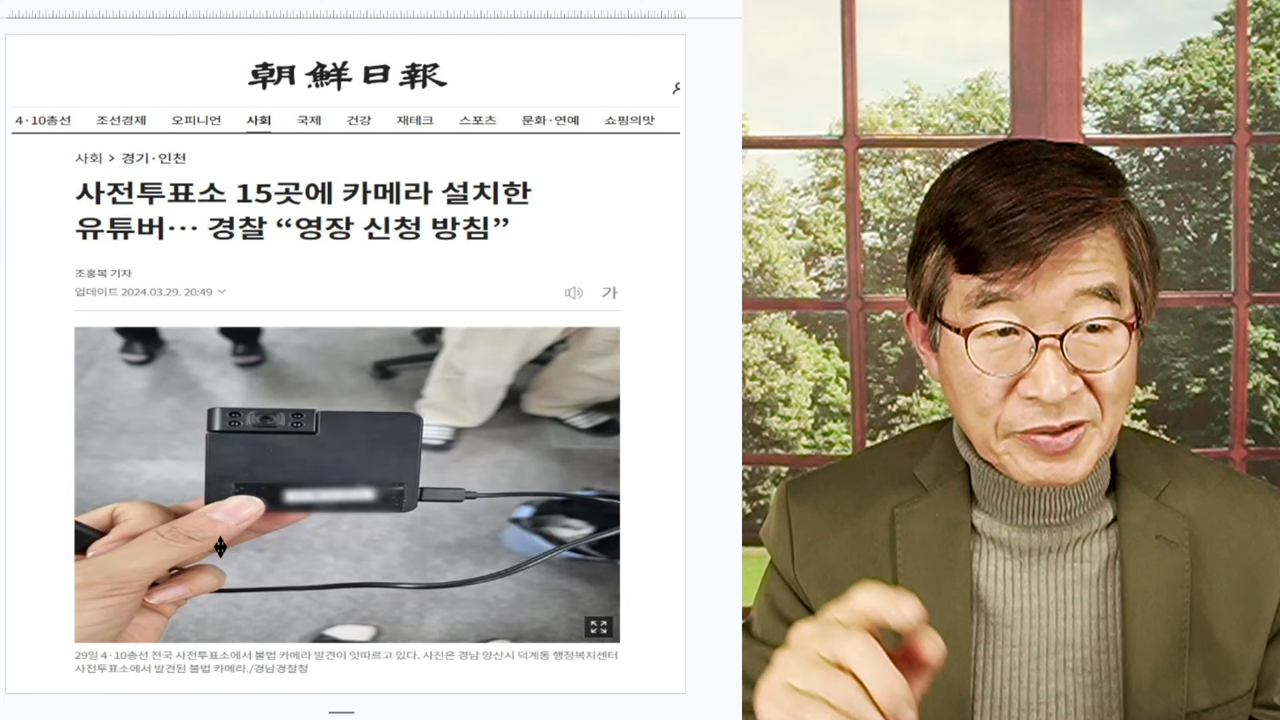 朝鮮日報
4·10총선 조선경제 오피니언 사회 국제 건강 재테크 스포츠 문화·연예 쇼핑의맛
사회 > 경기·인천
사전투표소 15곳에 카메라 설치한
유튜버… 경찰 “영장 신청 방침”
조홍복 기자
업데이트 2024.03.29. 20:49
가
29일 4·10총선 전국 사전투표소에서 불법 카메라 발견이 잇따르고 있다. 사진은 경남 양산시 덕계동 행정복지센터
사전투표소에서 발견된 불법 카메라./경남경찰청